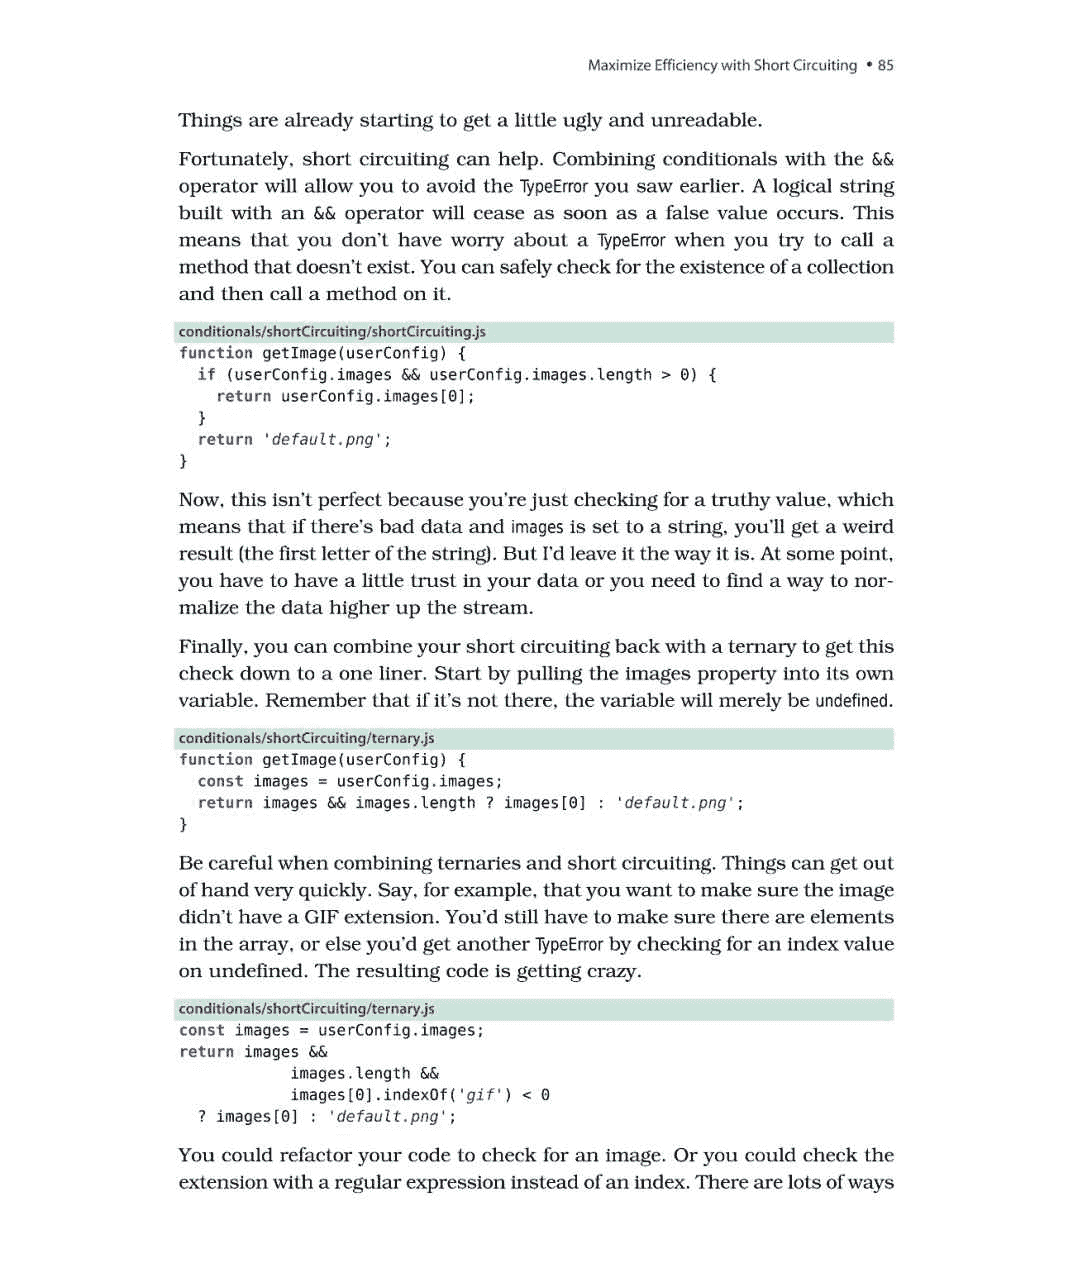 Maximize Efficiency with Short Circuiting • 85
Things are already starting to get a little ugly and unreadable.
Fortunately, short circuiting can help. Combining conditionals with the &&
operator will allow you to avoid the TypeError you saw earlier. A logical string
built with an && operator will cease as soon as a false value occurs. This
means that you don't have worry about a TypeError when you try to call a
method that doesn't exist. You can safely check for the existence of a collection
and then call a method on it.
conditionals/shortCircuiting/shortCircuiting.js
function getImage(userConfig) {
  if (userConfig.images && userConfig.images.length > 0) {
    return userConfig.images[0];
  }
  return 'default.png';
}
Now, this isn't perfect because you're just checking for a truthy value, which
means that if there's bad data and images is set to a string, you'll get a weird
result (the first letter of the string). But I'd leave it the way it is. At some point,
you have to have a little trust in your data or you need to find a way to nor-
malize the data higher up the stream.
Finally, you can combine your short circuiting back with a ternary to get this
check down to a one liner. Start by pulling the images property into its own
variable. Remember that if it's not there, the variable will merely be undefined.
conditionals/shortCircuiting/ternary.js
function getImage(userConfig) {
  const images = userConfig.images;
  return images && images.length ? images[0] : 'default.png';
}
Be careful when combining ternaries and short circuiting. Things can get out
of hand very quickly. Say, for example, that you want to make sure the image
didn't have a GIF extension. You'd still have to make sure there are elements
in the array, or else you'd get another TypeError by checking for an index value
on undefined. The resulting code is getting crazy.
conditionals/shortCircuiting/ternary.js
const images = userConfig.images;
return images &&
            images.length &&
            images[0].indexOf('gif') < 0
  ? images[0] : 'default.png';
You could refactor your code to check for an image. Or you could check the
extension with a regular expression instead of an index. There are lots of ways